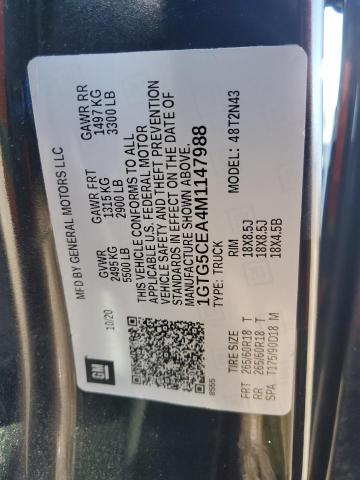 MFD BY GENERAL MOTORS LLC
GVWR GAWR FRT GAWR RR
2495 KG 1315 KG 1497 KG
5500 LB 2900 LB 3300 LB
THIS VEHICLE CONFORMS TO ALL
APPLICABLE U.S. FEDERAL MOTOR
VEHICLE SAFETY AND THEFT PREVENTION
STANDARDS IN EFFECT ON THE DATE OF
MANUFACTURE SHOWN ABOVE.
1GTG5CEA4M1147988
TYPE: TRUCK MODEL: 48T2N43
GM 10/20
8555
TIRE SIZE RIM
FRT 265/60R18 T 18X8.5J
RR 265/60R18 T 18X8.5J
SPA T175/90D18 M 18X4.5B